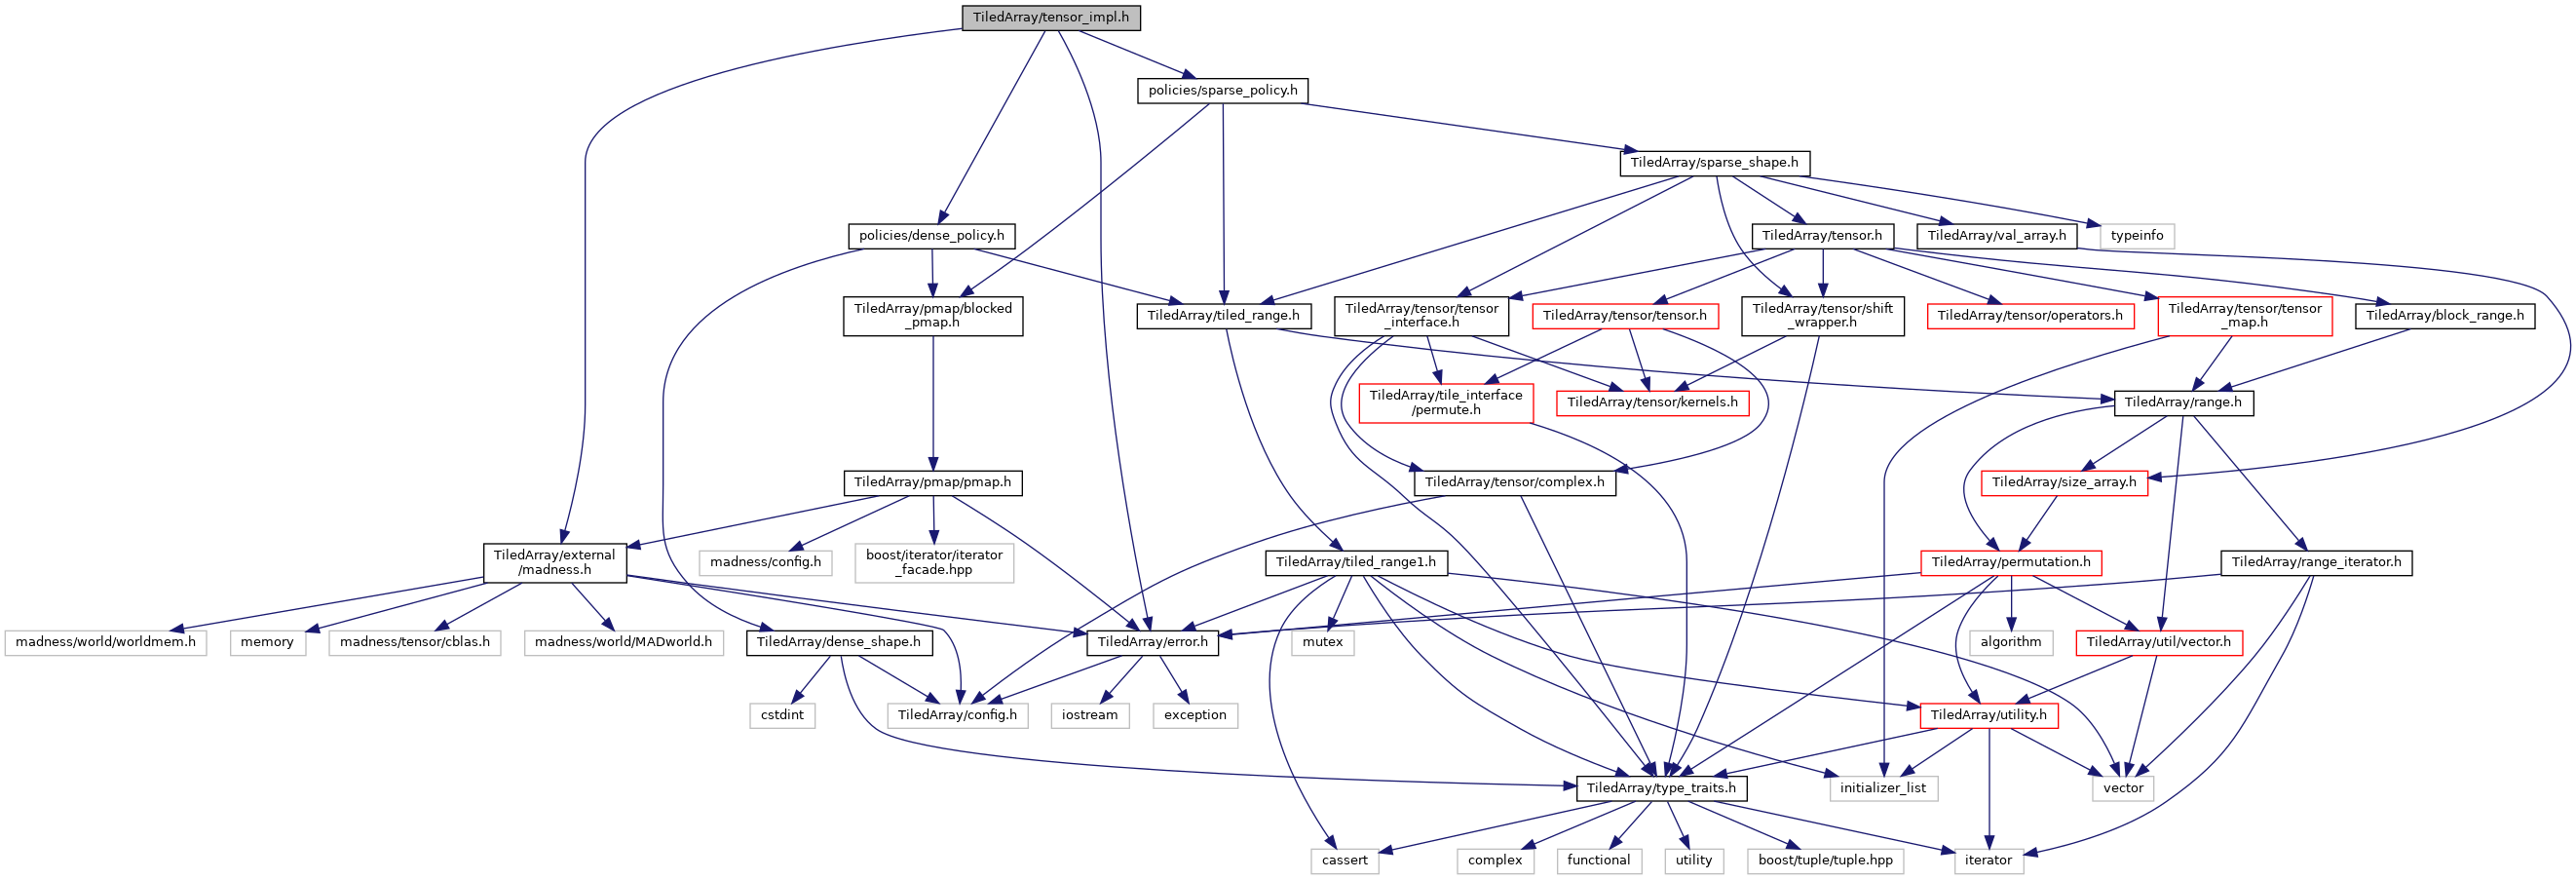 TiledArray/tensor_impl.h
policies/sparse_policy.h
TiledArray/sparse_shape.h
policies/dense_policy.h
TiledArray/tensor.h
TiledArray/val_array.h
typeinfo
TiledArray/pmap/blocked
_pmap.h
TiledArray/tiled_range.h
TiledArray/tensor/tensor
_interface.h
TiledArray/tensor/tensor.h
TiledArray/tensor/shift
_wrapper.h
TiledArray/tensor/operators.h
TiledArray/tensor/tensor
_map.h
TiledArray/block_range.h
TiledArray/tile_interface
/permute.h
TiledArray/tensor/kernels.h
TiledArray/range.h
TiledArray/pmap/pmap.h
TiledArray/tensor/complex.h
TiledArray/size_array.h
TiledArray/external
/madness.h
madness/config.h
boost/iterator/iterator
_facade.hpp
TiledArray/tiled_range1.h
TiledArray/permutation.h
TiledArray/range_iterator.h
madness/world/worldmem.h
memory
madness/tensor/cblas.h
madness/world/MADworld.h
TiledArray/dense_shape.h
TiledArray/error.h
mutex
algorithm
TiledArray/util/vector.h
cstdint
TiledArray/config.h
iostream
exception
TiledArray/utility.h
TiledArray/type_traits.h
initializer_list
vector
cassert
complex
functional
utility
boost/tuple/tuple.hpp
iterator